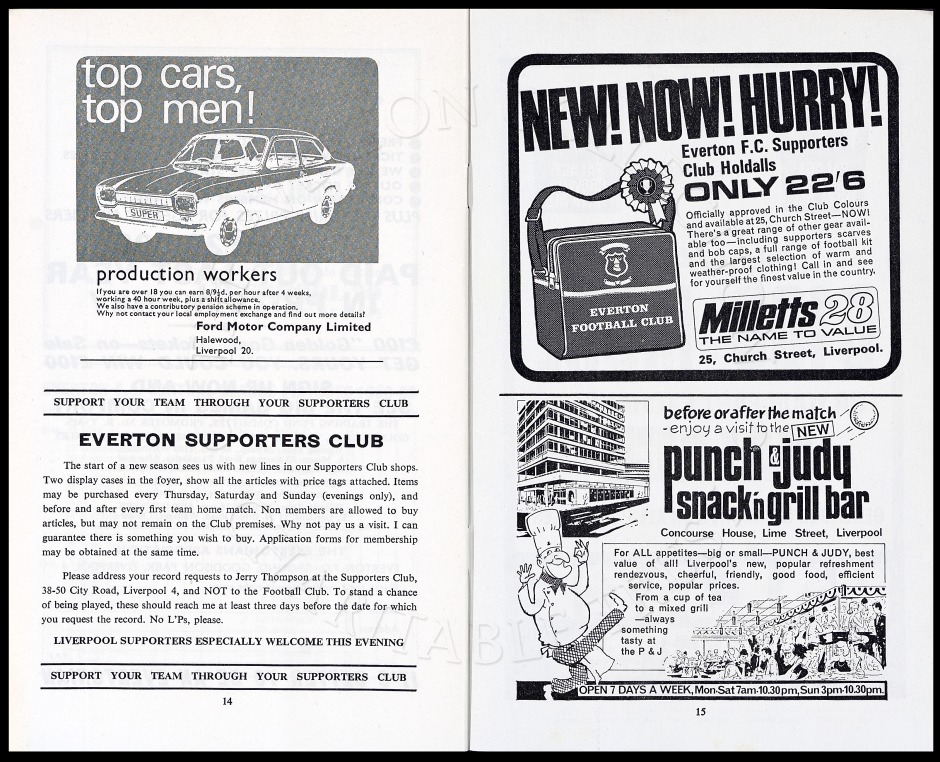 top cars,
top men!
SUPER
production workers
If you are over 18 you can earn 8/9½d. per hour after 4 weeks,
working a 40 hour week, plus a shift allowance.
We also have a contributory pension scheme in operation.
Why not contact your local employment exchange and find out more details?
Ford Motor Company Limited
Halewood,
Liverpool 20.
SUPPORT YOUR TEAM THROUGH YOUR SUPPORTERS CLUB
EVERTON SUPPORTERS CLUB
The start of a new season sees us with new lines in our Supporters Club shops.
Two display cases in the foyer, show all the articles with price tags attached. Items
may be purchased every Thursday, Saturday and Sunday (evenings only), and
before and after every first team home match. Non members are allowed to buy
articles, but may not remain on the Club premises. Why not pay us a visit. I can
guarantee there is something you wish to buy. Application forms for membership
may be obtained at the same time.
Please address your record requests to Jerry Thompson at the Supporters Club,
38-50 City Road, Liverpool 4, and NOT to the Football Club. To stand a chance
of being played, these should reach me at least three days before the date for which
you request the record. No L'Ps, please.
LIVERPOOL SUPPORTERS ESPECIALLY WELCOME THIS EVENING
SUPPORT YOUR TEAM THROUGH YOUR SUPPORTERS CLUB
14
NEW! NOW! HURRY!
Everton F.C. Supporters
Club Holdalls
ONLY 22'6
Officially approved in the Club Colours
and available at 25, Church Street—NOW!
There's a great range of other gear avail-
able too—including supporters scarves
and bob caps, a full range of football kit
and the largest selection of warm and
weather-proof clothing! Call in and see
for yourself the finest value in the country.
EVERTON
FOOTBALL CLUB
Milletts 28
THE NAME TO VALUE
25, Church Street, Liverpool.
before or after the match
- enjoy a visit to the NEW
punch & judy
snack'n grill bar
Concourse House, Lime Street, Liverpool
For ALL appetites—big or small—PUNCH & JUDY, best
value of all! Liverpool's new, popular refreshment
rendezvous, cheerful, friendly, good food, efficient
service, popular prices.
From a cup of tea
to a mixed grill
—always
something
tasty at
the P & J
OPEN 7 DAYS A WEEK, Mon-Sat 7am-10.30pm, Sun 3pm-10.30pm.
15